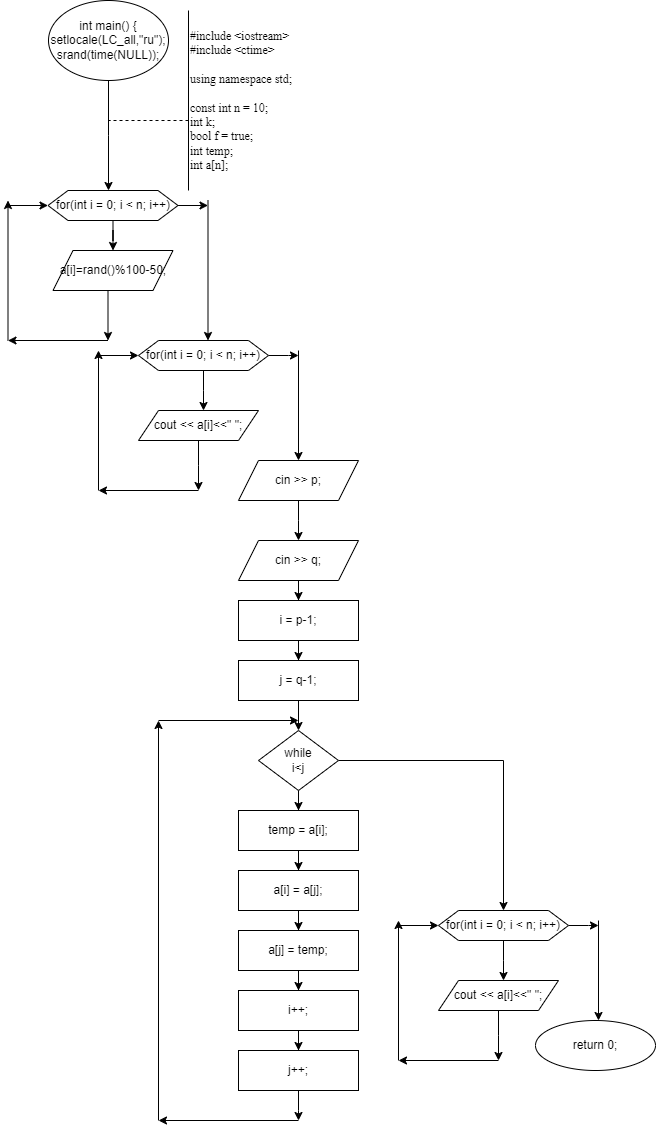 int main() {
setlocale(LC_all,"ru");
srand(time(NULL));
#include <iostream>
#include <ctime>
using namespace std;
const int n = 10;
int k;
bool f = true;
int temp;
int a[n];
for(int i = 0; i < n; i++)
a[i]=rand()%100-50;
for(int i = 0; i < n; i++)
cout << a[i]<<" ";
cin >> p;
cin >> q;
i = p-1;
j = q-1;
while
i<j
temp = a[i];
a[i] = a[j];
a[j] = temp;
i++;
j++;
for(int i = 0; i < n; i++)
cout << a[i]<<" ";
return 0;